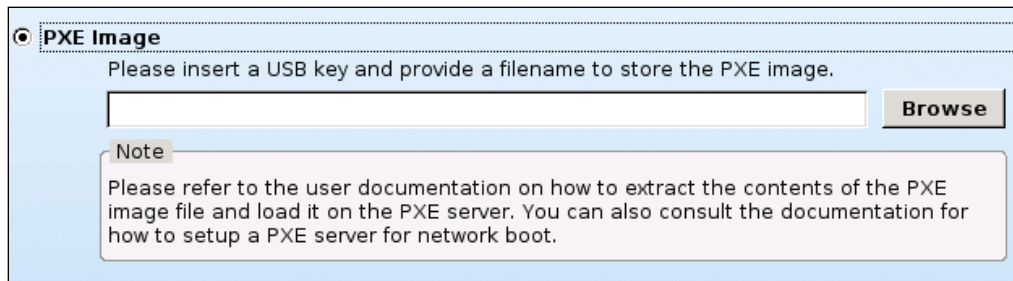 PXE Image
Please insert a USB key and provide a filename to store the PXE image.
Browse
Note
Please refer to the user documentation on how to extract the contents of the PXE
image file and load it on the PXE server. You can also consult the documentation for
how to setup a PXE server for network boot.